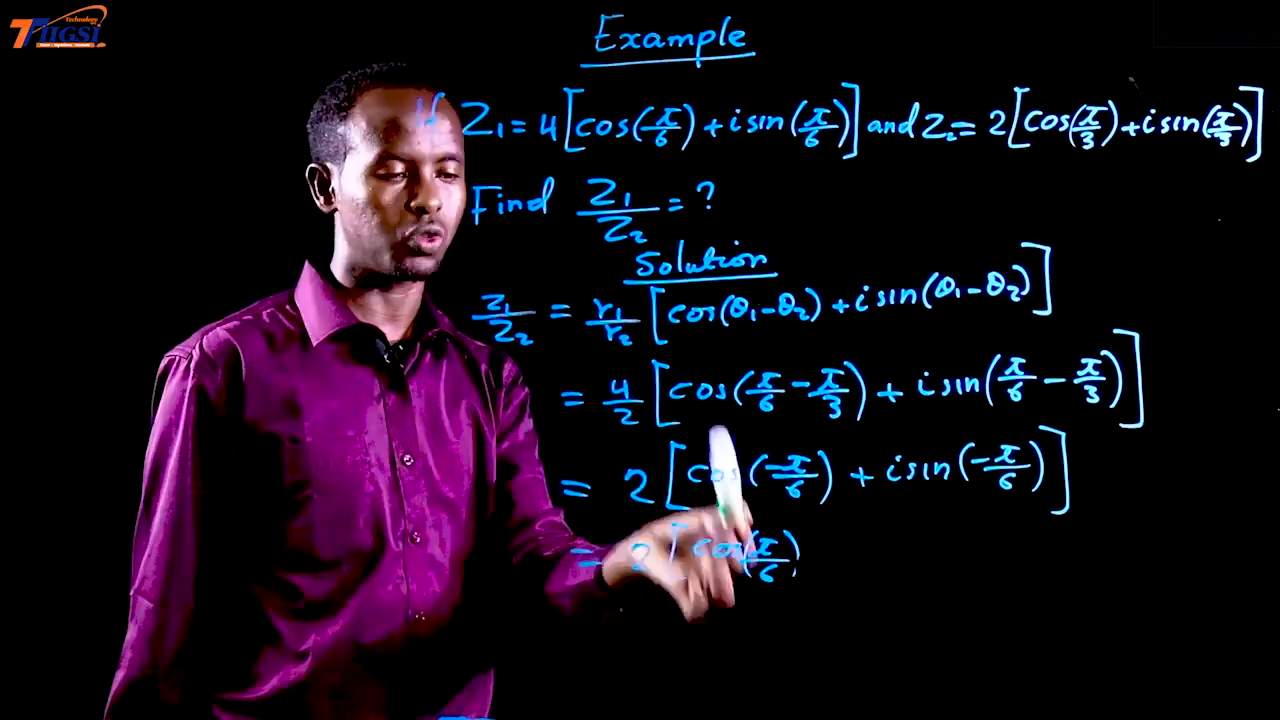 Technology
TIIGSI
Example
If Z₁ = 4[cos(π/6) + i sin(π/6)] and Z₂ = 2[cos(π/3) + i sin(π/3)]
Find Z₁/Z₂ = ?
Solution
Z₁/Z₂ = r₁/r₂ [cos(θ₁ - θ₂) + i sin(θ₁ - θ₂)]
= 4/2 [cos(π/6 - π/3) + i sin(π/6 - π/3)]
= 2 [cos(-π/6) + i sin(-π/6)]
= 2 [cos(π/6)